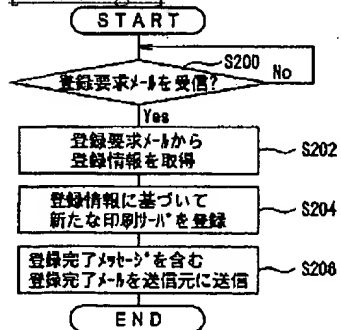 START
S200
登録要求ﾒｰﾙを受信?
No
Yes
登録要求ﾒｰﾙから
登録情報を取得
S202
登録情報に基づいて
新たな印刷ｻｰﾊﾞを登録
S204
登録完了ﾒｯｾｰｼﾞを含む
登録完了ﾒｰﾙを送信元に送信
S206
END